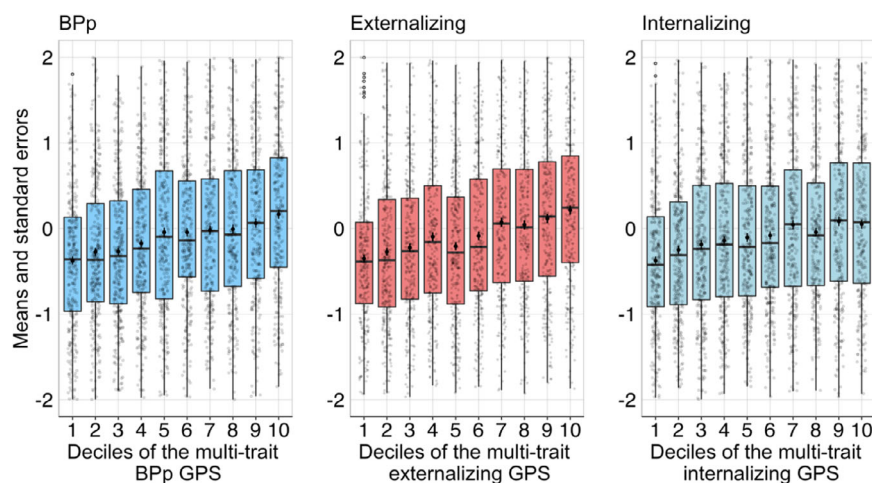 BPp
Externalizing
Internalizing
Means and standard errors
2
1
0
-1
-2
2
1
0
-1
-2
2
1
0
-1
-2
1 2 3 4 5 6 7 8 9 10
1 2 3 4 5 6 7 8 9 10
1 2 3 4 5 6 7 8 9 10
Deciles of the multi-trait
BPp GPS
Deciles of the multi-trait
externalizing GPS
Deciles of the multi-trait
internalizing GPS